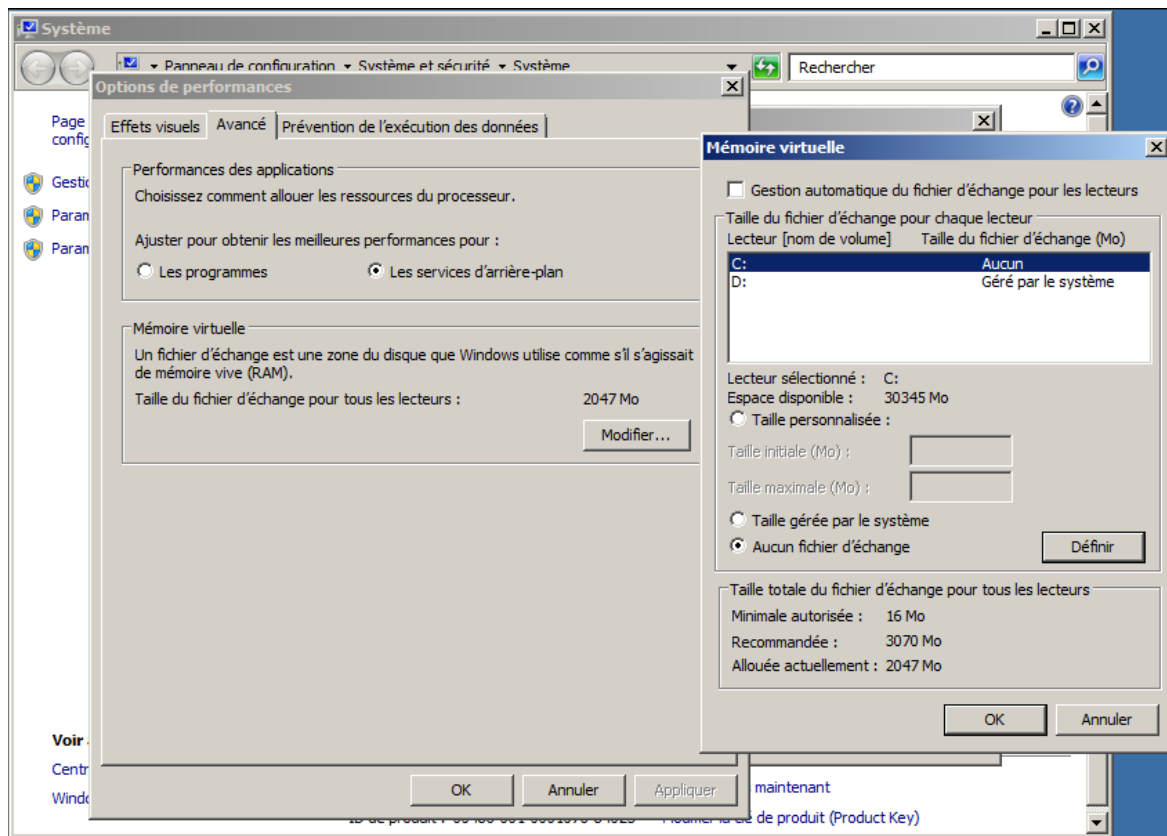 Système
Panneau de configuration Système et sécurité Système
Rechercher
Options de performances
Page
config
Gestic
Param
Param
Effets visuels Avancé Prévention de l'exécution des données
Performances des applications
Choisissez comment allouer les ressources du processeur.
Ajuster pour obtenir les meilleures performances pour :
Les programmes Les services d'arrière-plan
Mémoire virtuelle
Un fichier d'échange est une zone du disque que Windows utilise comme s'il s'agissait
de mémoire vive (RAM).
Taille du fichier d'échange pour tous les lecteurs : 2047 Mo
Modifier...
Mémoire virtuelle
Gestion automatique du fichier d'échange pour les lecteurs
Taille du fichier d'échange pour chaque lecteur
Lecteur [nom de volume] Taille du fichier d'échange (Mo)
C: Aucun
D: Géré par le système
Lecteur sélectionné : C:
Espace disponible : 30345 Mo
Taille personnalisée :
Taille initiale (Mo) :
Taille maximale (Mo) :
Taille gérée par le système
Aucun fichier d'échange Définir
Taille totale du fichier d'échange pour tous les lecteurs
Minimale autorisée : 16 Mo
Recommandée : 3070 Mo
Allouée actuellement : 2047 Mo
OK Annuler
Voir
Centr
Windo
OK Annuler Appliquer
maintenant
de produit (Product Key)